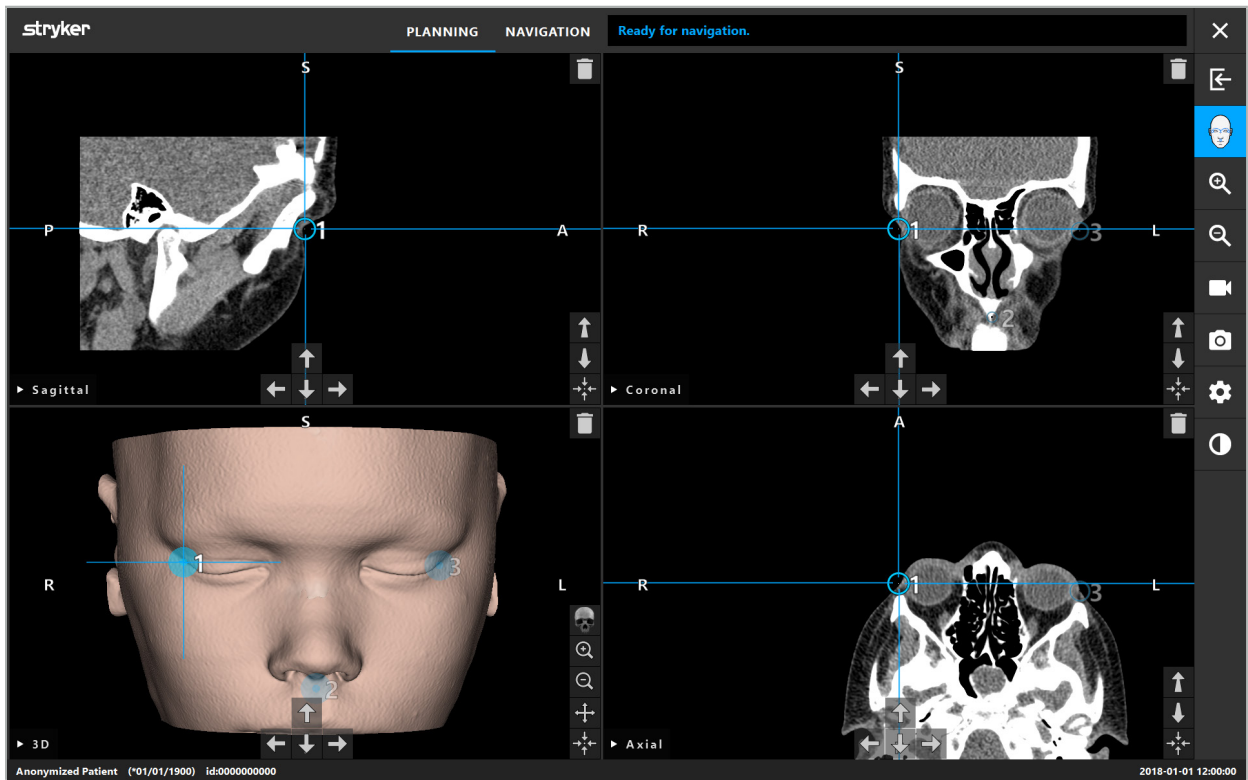 stryker
PLANNING NAVIGATION Ready for navigation.
S
P 1 A
Sagittal
S
R 1 3 L
2
Coronal
S
1 3
R L
2
3D
A
R 1 3 L
Axial
Anonymized Patient (*01/01/1900) id:0000000000 2018-01-01 12:00:00